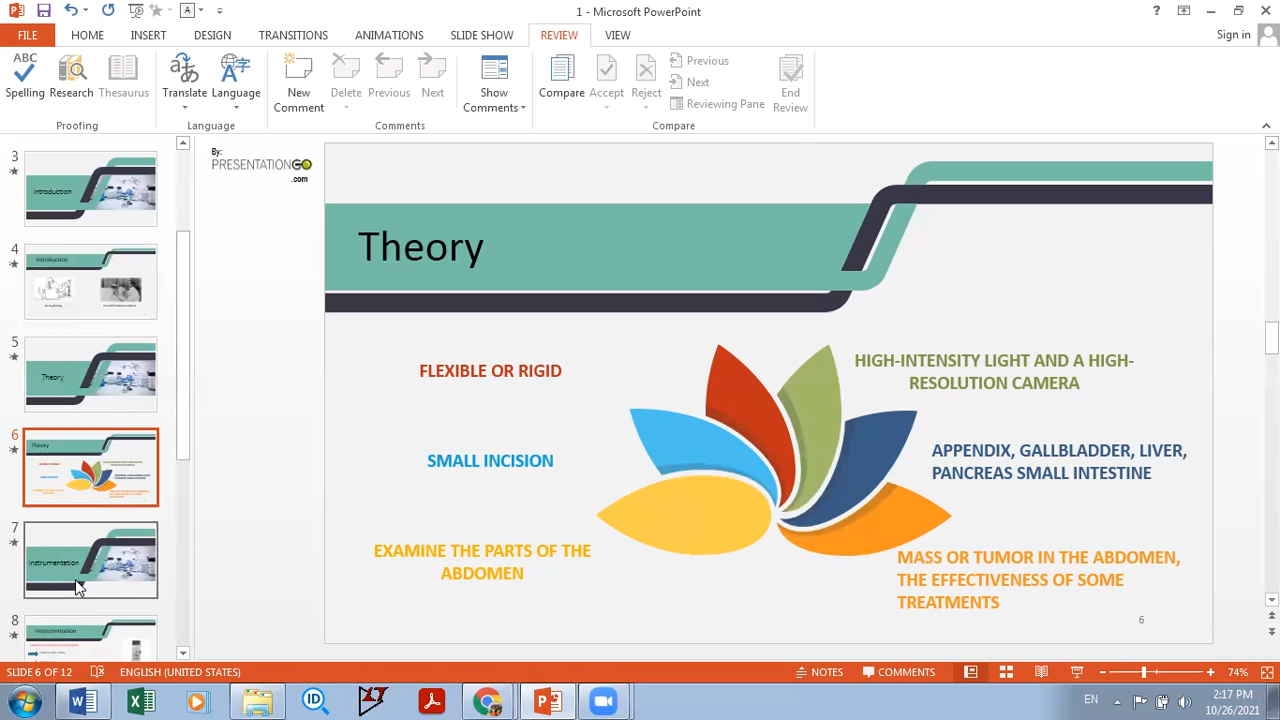 1 - Microsoft PowerPoint
FILE HOME INSERT DESIGN TRANSITIONS ANIMATIONS SLIDE SHOW REVIEW VIEW
Sign in
ABC
Spelling Research Thesaurus
Translate Language
New Comment Delete Previous Next
Show Comments
Compare Accept Reject
Previous
Next
Reviewing Pane
End Review
Proofing Language Comments Compare
By:
PRESENTATIONGO
.com
3
Introduction
4
Introduction
5
Theory
6
Theory
7
Instrumentation
8
Instrumentation
Theory
FLEXIBLE OR RIGID
HIGH-INTENSITY LIGHT AND A HIGH-
RESOLUTION CAMERA
SMALL INCISION
APPENDIX, GALLBLADDER, LIVER,
PANCREAS SMALL INTESTINE
EXAMINE THE PARTS OF THE
ABDOMEN
MASS OR TUMOR IN THE ABDOMEN,
THE EFFECTIVENESS OF SOME
TREATMENTS
6
SLIDE 6 OF 12 ENGLISH (UNITED STATES) NOTES COMMENTS 74%
EN 2:17 PM
10/26/2021